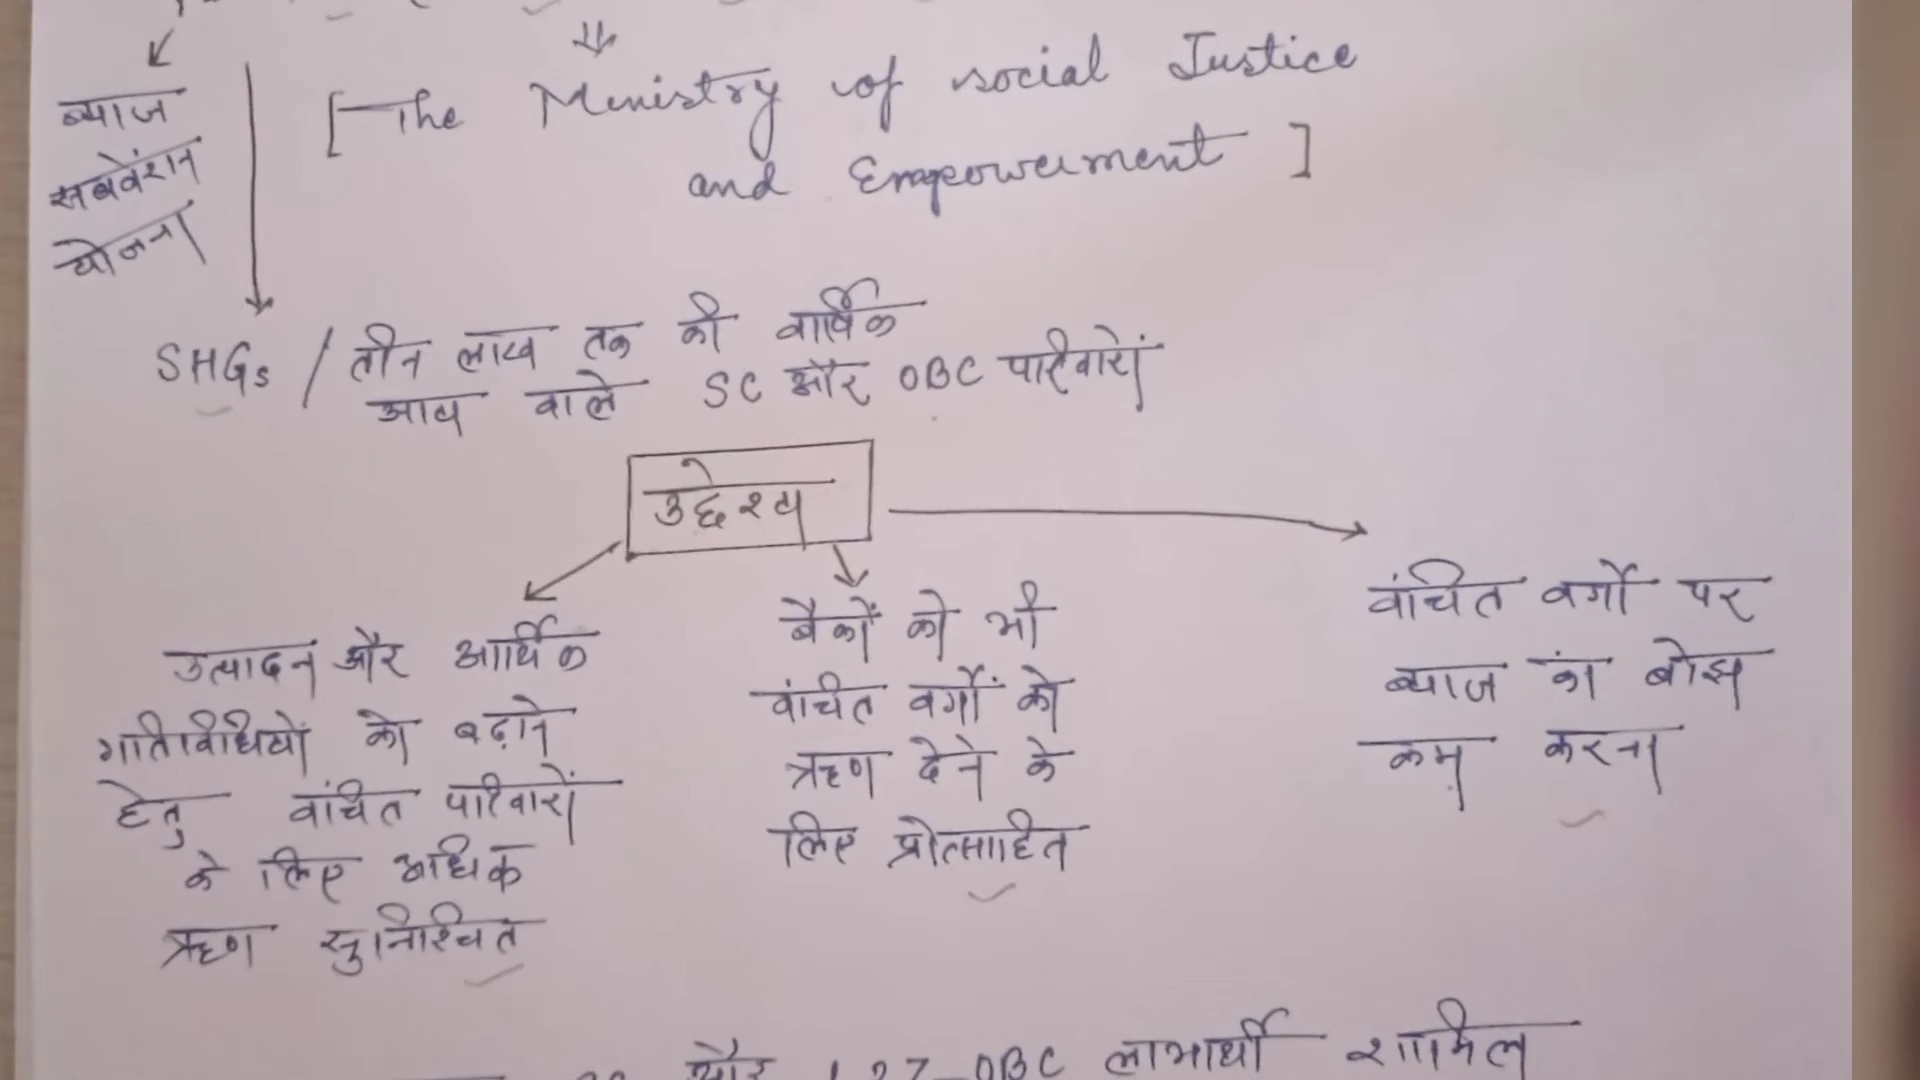 [The Ministry of social Justice
and Empowerment]
ब्याज
सबवेंशन
योजना
SHGs / तीन लाख तक की वार्षिक
आय वाले SC और OBC परिवारों
उद्देश्य
उत्पादन और आर्थिक
गतिविधियों को बढ़ाने
हेतु वंचित परिवारों
के लिए अधिक
ऋण सुनिश्चित
बैंकों को भी
वंचित वर्गों को
ऋण देने के
लिए प्रोत्साहित
वंचित वर्गों पर
ब्याज का बोझ
कम करना
और OBC लाभार्थी शामिल